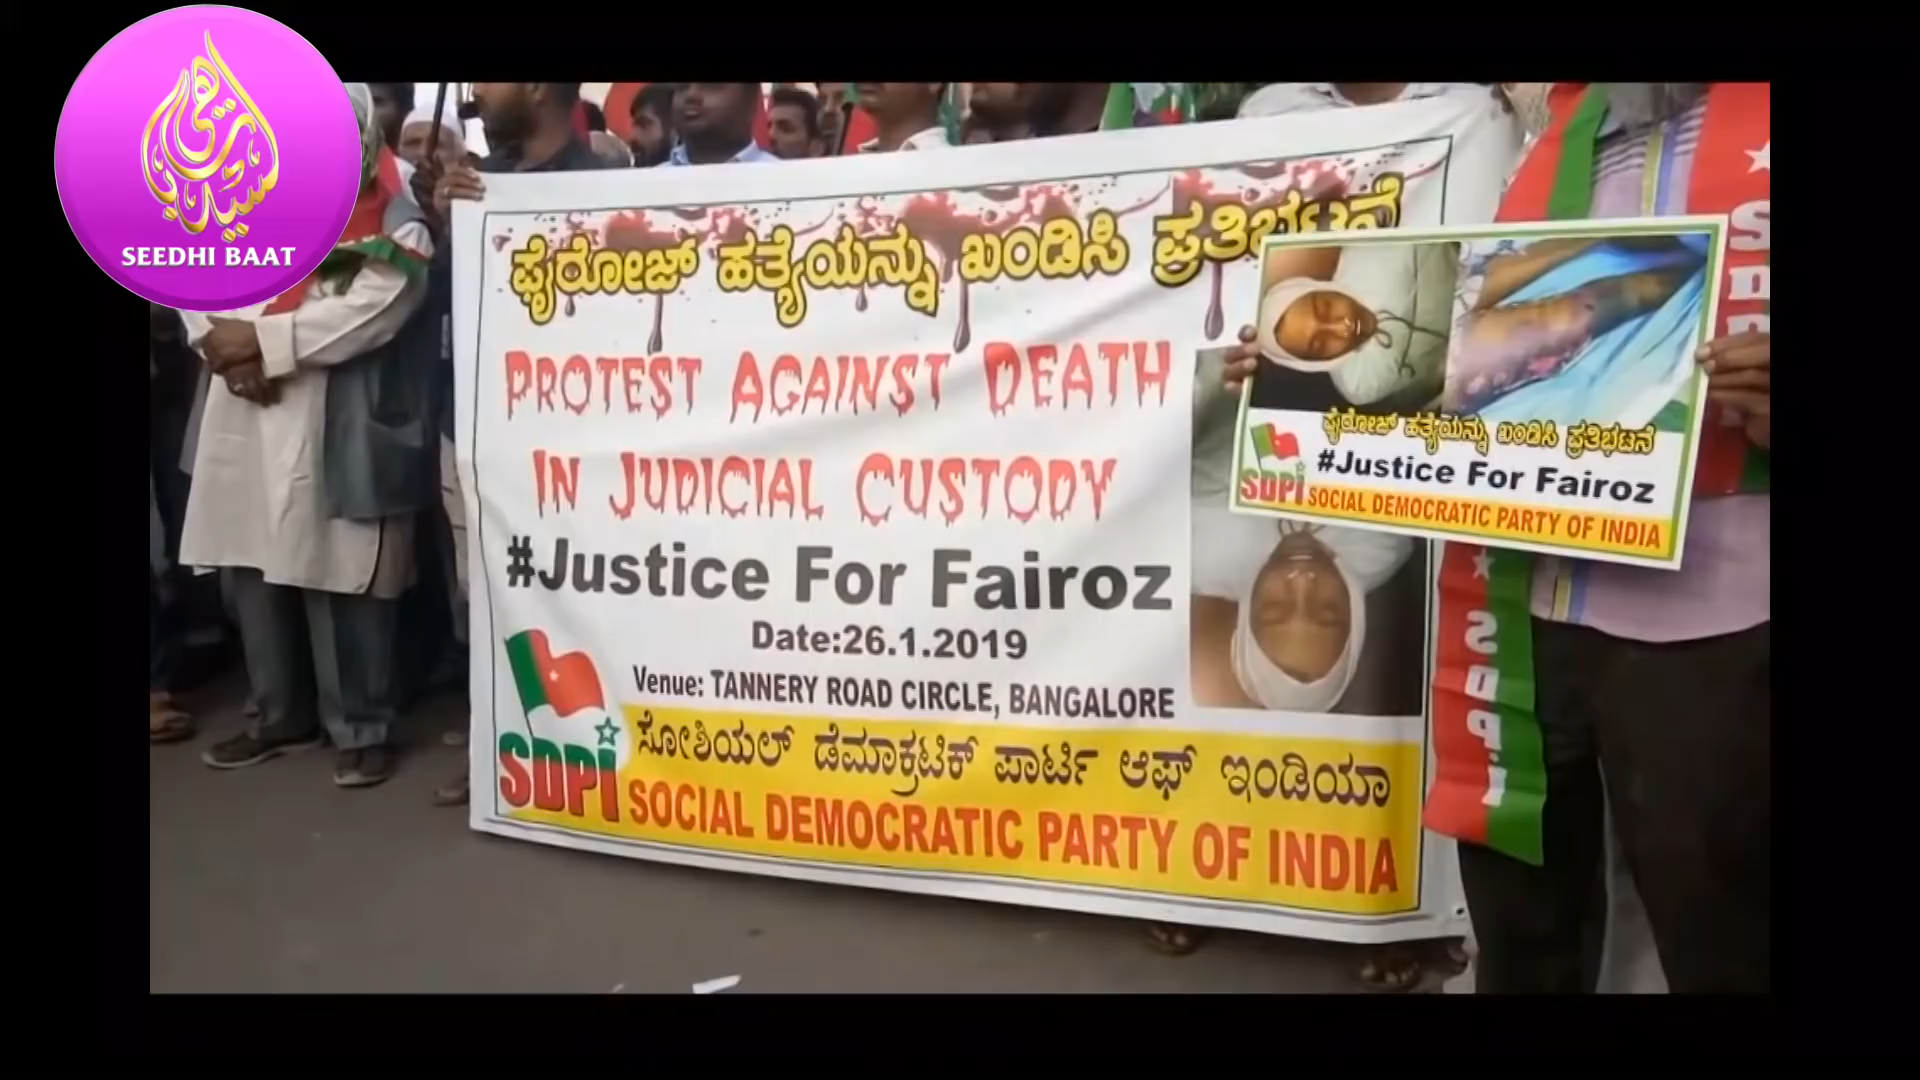 سیدھی بات
SEEDHI BAAT
ಫೈರೋಜ್ ಹತ್ಯೆಯನ್ನು ಖಂಡಿಸಿ ಪ್ರತಿಭಟನೆ
PROTEST AGAINST DEATH
IN JUDICIAL CUSTODY
#Justice For Fairoz
Date:26.1.2019
Venue: TANNERY ROAD CIRCLE, BANGALORE
SDPI
ಸೋಶಿಯಲ್ ಡೆಮಾಕ್ರಟಿಕ್ ಪಾರ್ಟಿ ಆಫ್ ಇಂಡಿಯಾ
SOCIAL DEMOCRATIC PARTY OF INDIA
ಫೈರೋಜ್ ಹತ್ಯೆಯನ್ನು ಖಂಡಿಸಿ ಪ್ರತಿಭಟನೆ
#Justice For Fairoz
SDPI
SOCIAL DEMOCRATIC PARTY OF INDIA